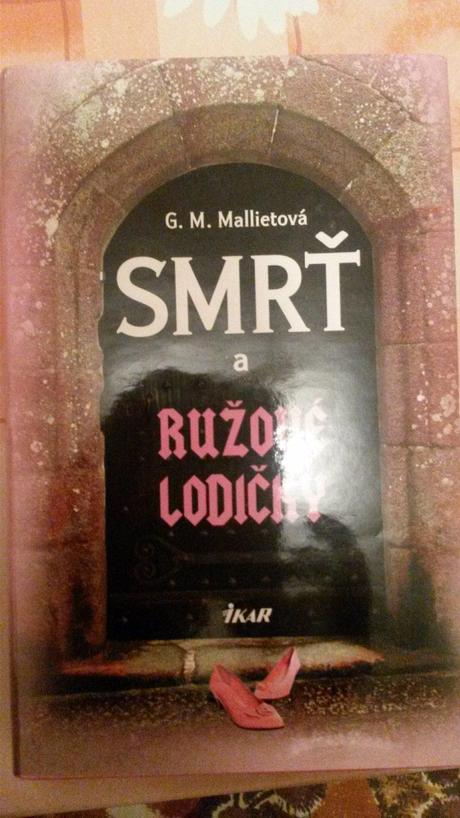 G. M. Mallietová
SMRŤ
a
RUŽOVÉ
LODIČKY
IKAR